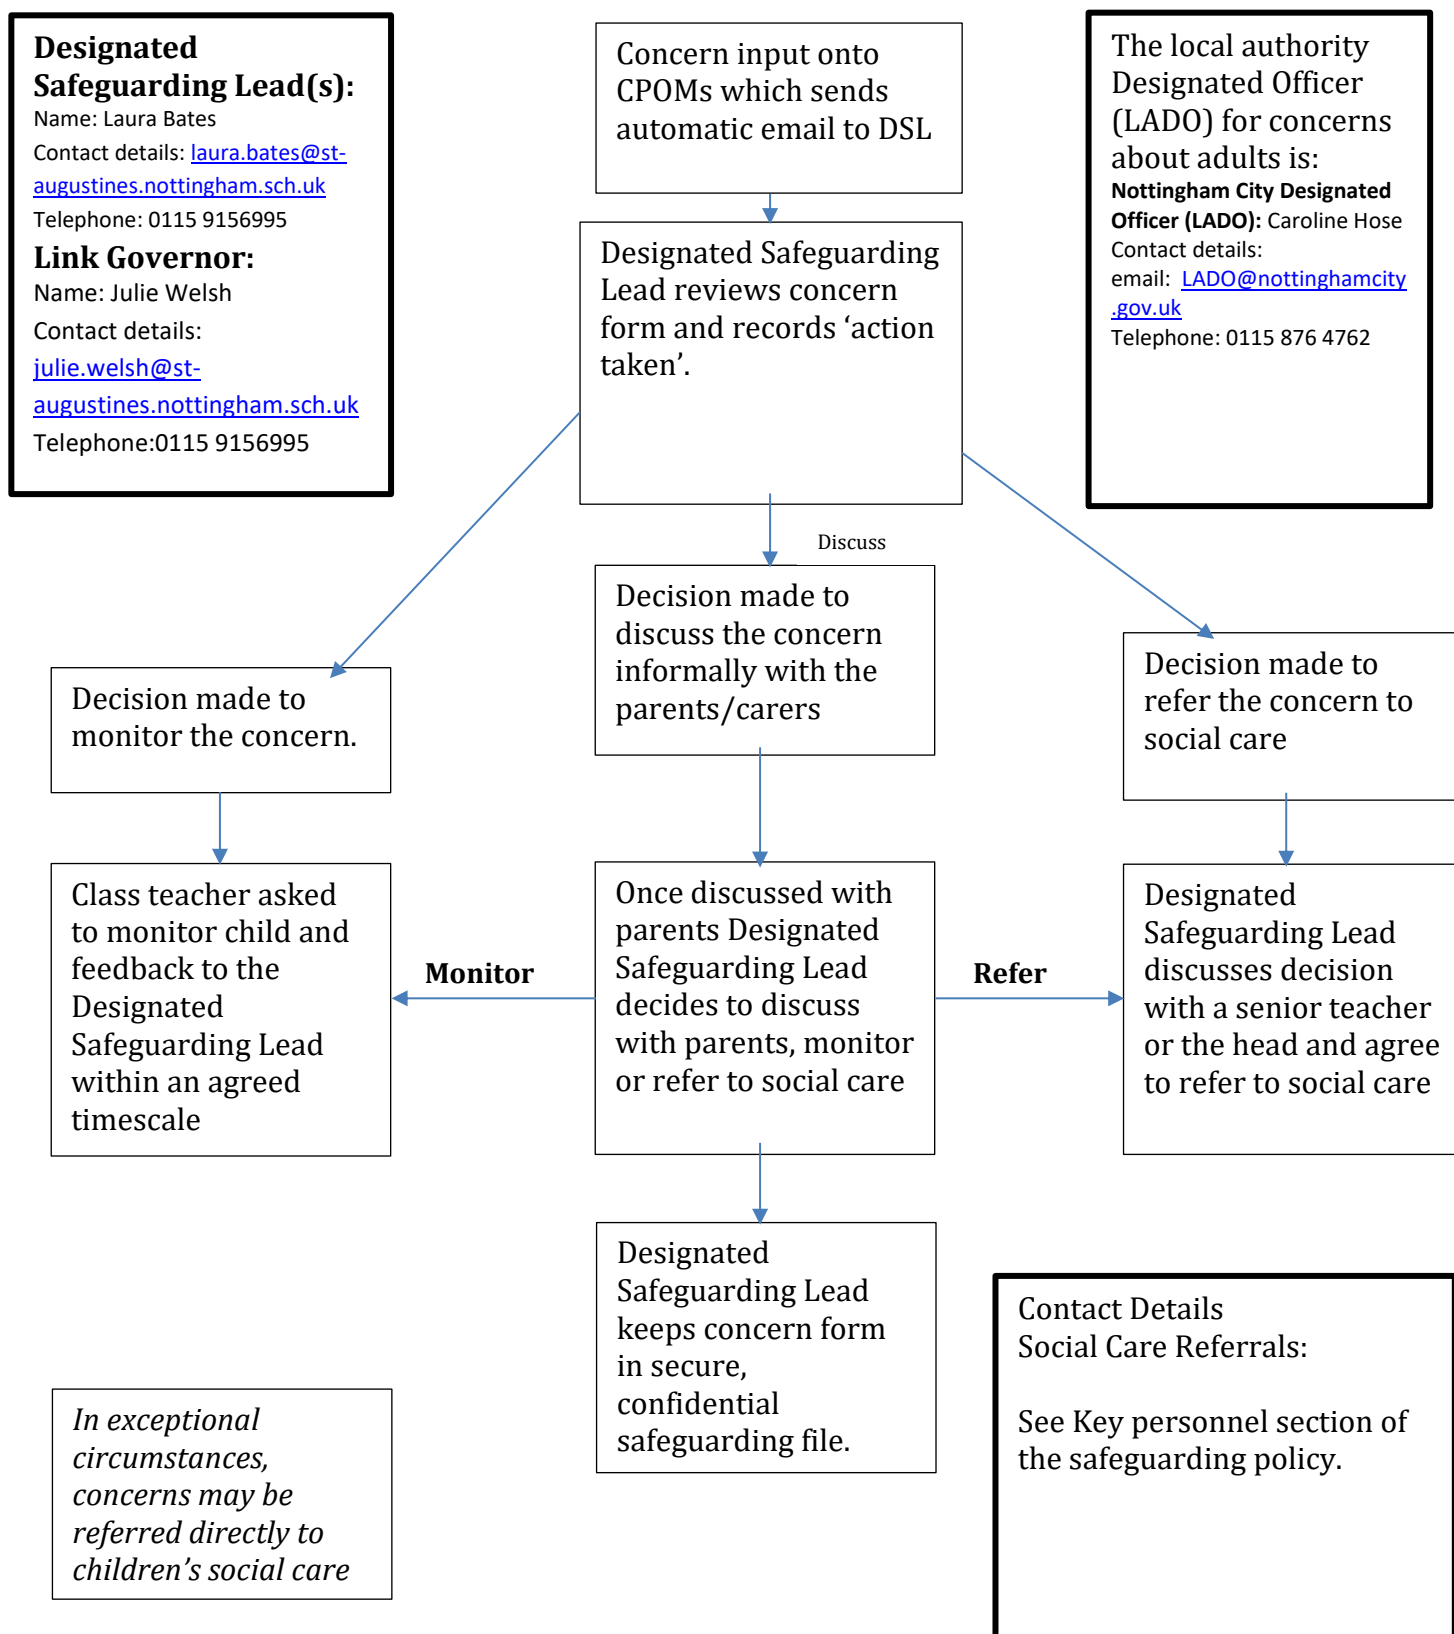 Designated
Safeguarding Lead(s):
Name: Laura Bates
Contact details: laura.bates@st-
augustines.nottingham.sch.uk
Telephone: 0115 9156995
Link Governor:
Name: Julie Welsh
Contact details:
julie.welsh@st-
augustines.nottingham.sch.uk
Telephone:0115 9156995
Concern input onto
CPOMs which sends
automatic email to DSL
The local authority
Designated Officer
(LADO) for concerns
about adults is:
Nottingham City Designated
Officer (LADO): Caroline Hose
Contact details:
email: LADO@nottinghamcity
.gov.uk
Telephone: 0115 876 4762
Designated Safeguarding
Lead reviews concern
form and records ‘action
taken’.
Discuss
Decision made to
monitor the concern.
Decision made to
discuss the concern
informally with the
parents/carers
Decision made to
refer the concern to
social care
Class teacher asked
to monitor child and
feedback to the
Designated
Safeguarding Lead
within an agreed
timescale
Monitor
Once discussed with
parents Designated
Safeguarding Lead
decides to discuss
with parents, monitor
or refer to social care
Refer
Designated
Safeguarding Lead
discusses decision
with a senior teacher
or the head and agree
to refer to social care
Designated
Safeguarding Lead
keeps concern form
in secure,
confidential
safeguarding file.
In exceptional
circumstances,
concerns may be
referred directly to
children’s social care
Contact Details
Social Care Referrals:
See Key personnel section of
the safeguarding policy.